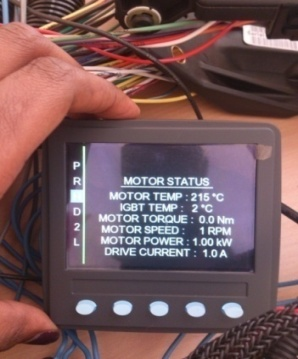 P
R
N
D
2
L
MOTOR STATUS
MOTOR TEMP : 215 °C
IGBT TEMP : 2 °C
MOTOR TORQUE : 0.0 Nm
MOTOR SPEED : 1 RPM
MOTOR POWER : 1.00 kW
DRIVE CURRENT : 1.0 A